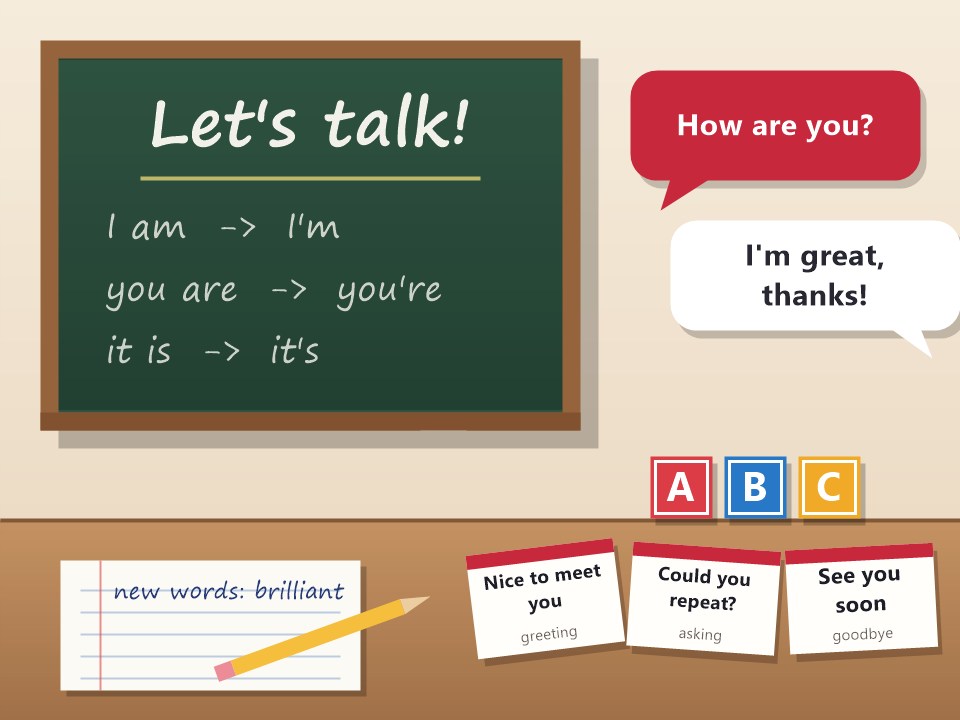 Let's talk!
I am -> I'm
you are -> you're
it is -> it's
How are you?
I'm great,
thanks!
A B C
new words: brilliant
Nice to meet
you
greeting
Could you
repeat?
asking
See you
soon
goodbye